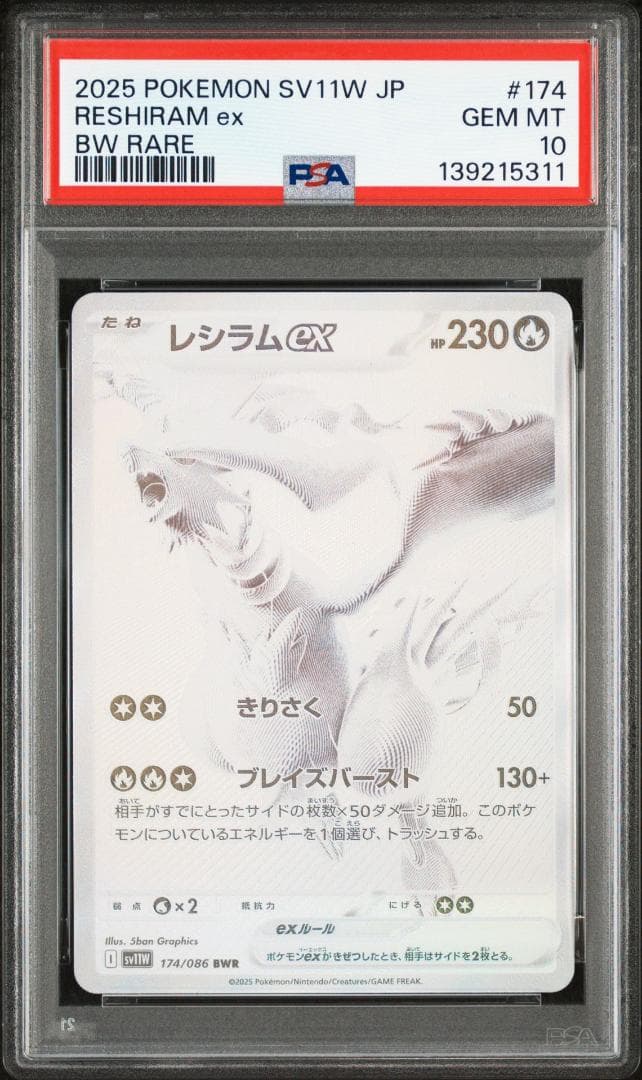 2025 POKEMON SV11W JP #174
RESHIRAM ex GEM MT
BW RARE 10
PSA 139215311
たね レシラムex HP 230
きりさく 50
ブレイズバースト 130+
相手がすでにとったサイドの枚数×50ダメージ追加。このポケ
モンについているエネルギーを1個選び、トラッシュする。
弱点 ×2 抵抗力 にげる
exルール
ポケモンexがきぜつしたとき、相手はサイドを2枚とる。
Illus. 5ban Graphics
I sv11W 174/086 BWR
©2025 Pokémon/Nintendo/Creatures/GAME FREAK.
21
PSA